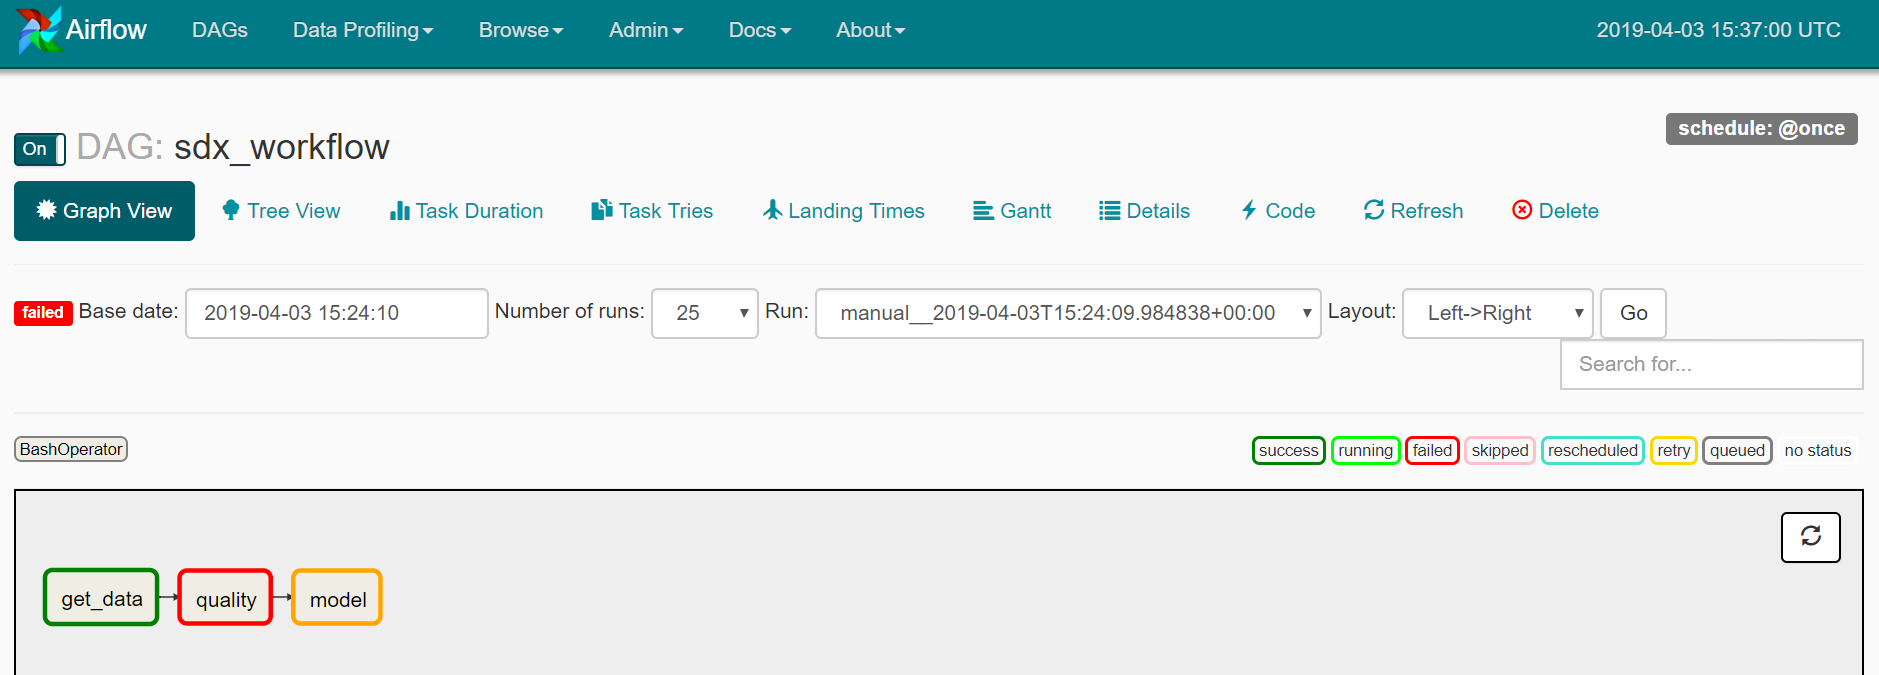 Airflow DAGs Data Profiling Browse Admin Docs About 2019-04-03 15:37:00 UTC
schedule: @once
On DAG: sdx_workflow
Graph View Tree View Task Duration Task Tries Landing Times Gantt Details Code Refresh Delete
failed Base date: 2019-04-03 15:24:10 Number of runs: 25 Run: manual__2019-04-03T15:24:09.984838+00:00 Layout: Left->Right Go
Search for...
BashOperator success running failed skipped rescheduled retry queued no status
get_data quality model